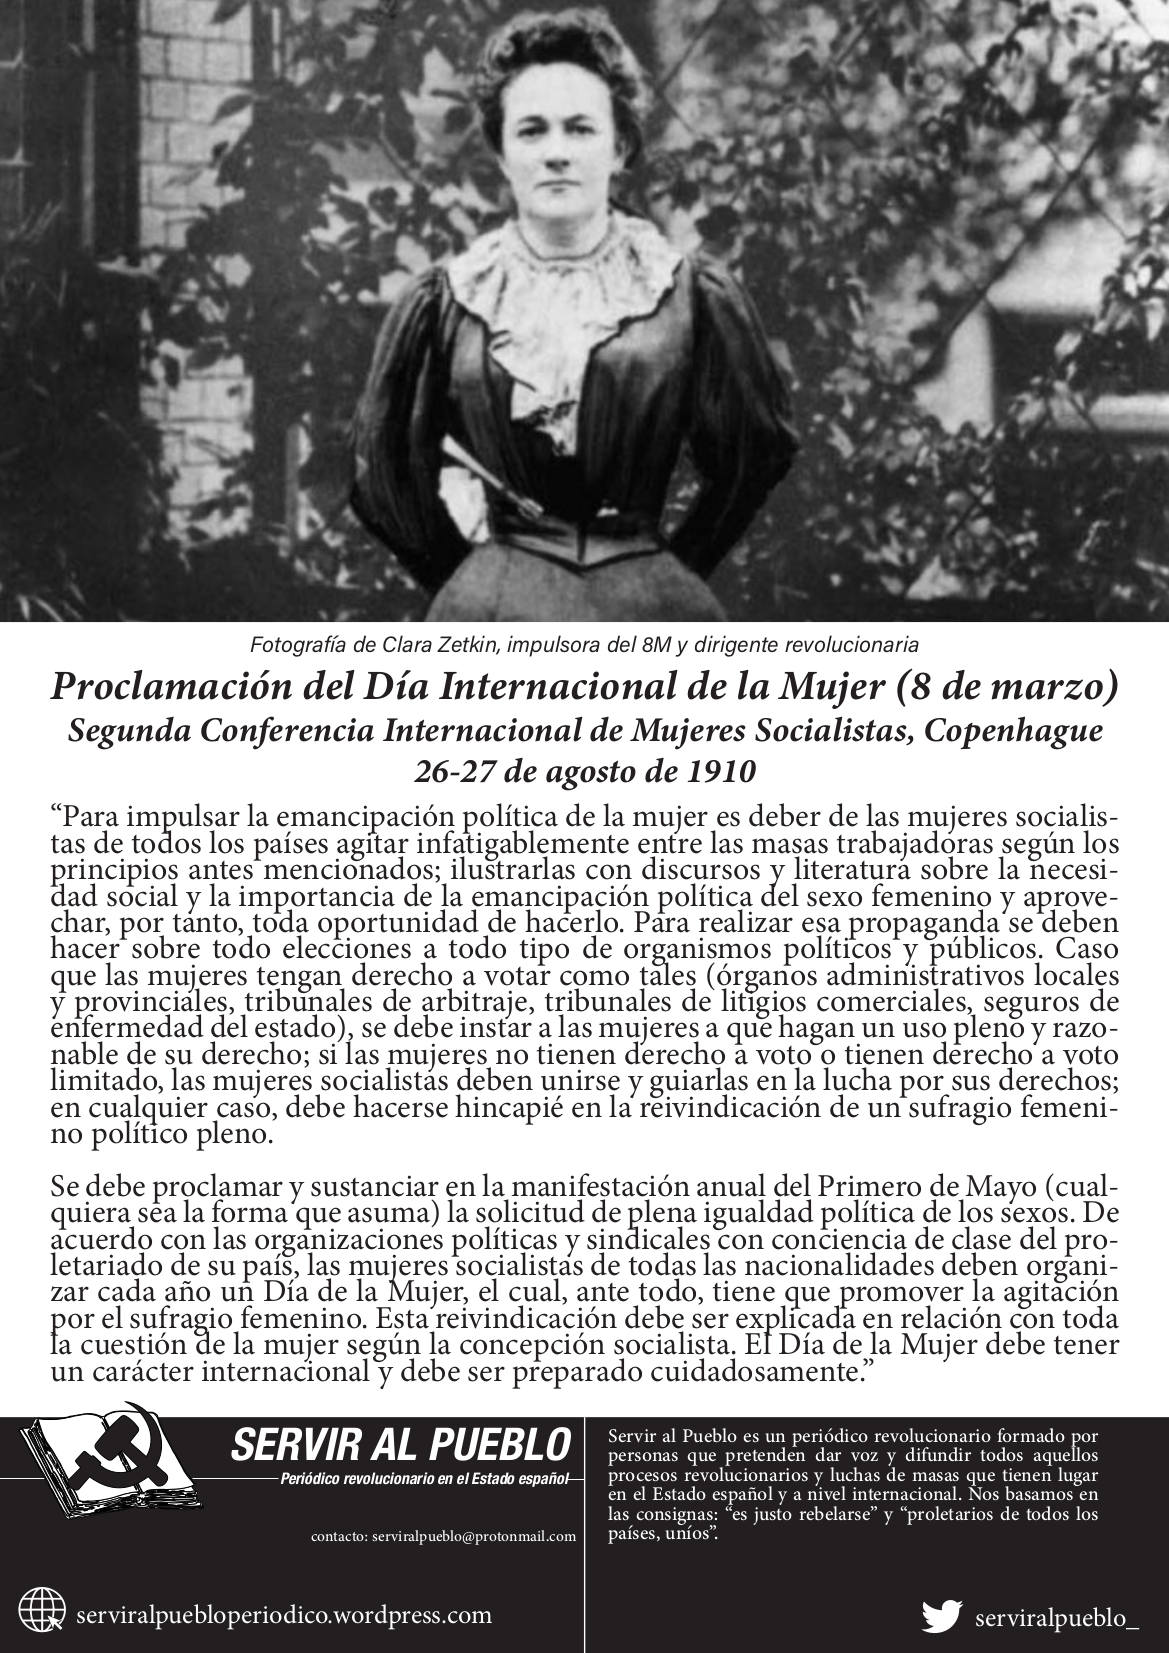 Fotografía de Clara Zetkin, impulsora del 8M y dirigente revolucionaria
Proclamación del Día Internacional de la Mujer (8 de marzo)
Segunda Conferencia Internacional de Mujeres Socialistas, Copenhague
26-27 de agosto de 1910
“Para impulsar la emancipación política de la mujer es deber de las mujeres socialis-
tas de todos los países agitar infatigablemente entre las masas trabajadoras según los
principios antes mencionados; ilustrarlas con discursos y literatura sobre la necesi-
dad social y la importancia de la emancipación política del sexo femenino y aprove-
char, por tanto, toda oportunidad de hacerlo. Para realizar esa propaganda se deben
hacer sobre todo elecciones a todo tipo de organismos políticos y públicos. Caso
que las mujeres tengan derecho a votar como tales (órganos administrativos locales
y provinciales, tribunales de arbitraje, tribunales de litigios comerciales, seguros de
enfermedad del estado), se debe instar a las mujeres a que hagan un uso pleno y razo-
nable de su derecho; si las mujeres no tienen derecho a voto o tienen derecho a voto
limitado, las mujeres socialistas deben unirse y guiarlas en la lucha por sus derechos;
en cualquier caso, debe hacerse hincapié en la reivindicación de un sufragio femeni-
no político pleno.
Se debe proclamar y sustanciar en la manifestación anual del Primero de Mayo (cual-
quiera sea la forma que asuma) la solicitud de plena igualdad política de los sexos. De
acuerdo con las organizaciones políticas y sindicales con conciencia de clase del pro-
letariado de su país, las mujeres socialistas de todas las nacionalidades deben organi-
zar cada año un Día de la Mujer, el cual, ante todo, tiene que promover la agitación
por el sufragio femenino. Esta reivindicación debe ser explicada en relación con toda
la cuestión de la mujer según la concepción socialista. El Día de la Mujer debe tener
un carácter internacional y debe ser preparado cuidadosamente.”
SERVIR AL PUEBLO
Periódico revolucionario en el Estado español
contacto: serviralpueblo@protonmail.com
serviralpuebloperiodico.wordpress.com
Servir al Pueblo es un periódico revolucionario formado por
personas que pretenden dar voz y difundir todos aquellos
procesos revolucionarios y luchas de masas que tienen lugar
en el Estado español y a nivel internacional. Nos basamos en
las consignas: “es justo rebelarse” y “proletarios de todos los
países, uníos”.
serviralpueblo_